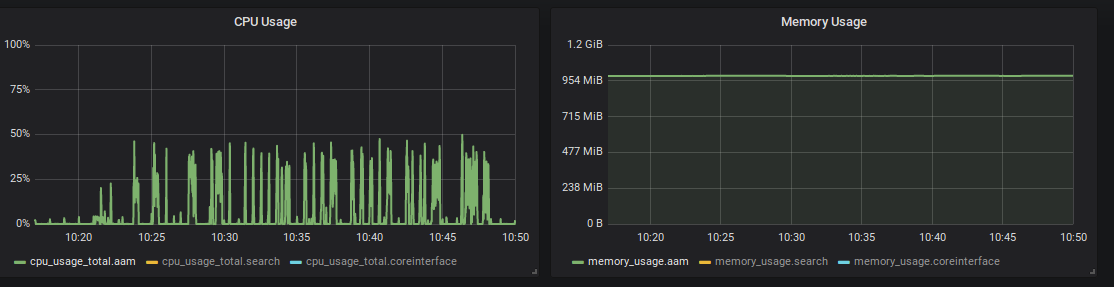 CPU Usage
100%
75%
50%
25%
0%
10:20 10:25 10:30 10:35 10:40 10:45 10:50
cpu_usage_total.aam cpu_usage_total.search cpu_usage_total.coreinterface
Memory Usage
1.2 GiB
954 MiB
715 MiB
477 MiB
238 MiB
0 B
10:20 10:25 10:30 10:35 10:40 10:45 10:50
memory_usage.aam memory_usage.search memory_usage.coreinterface